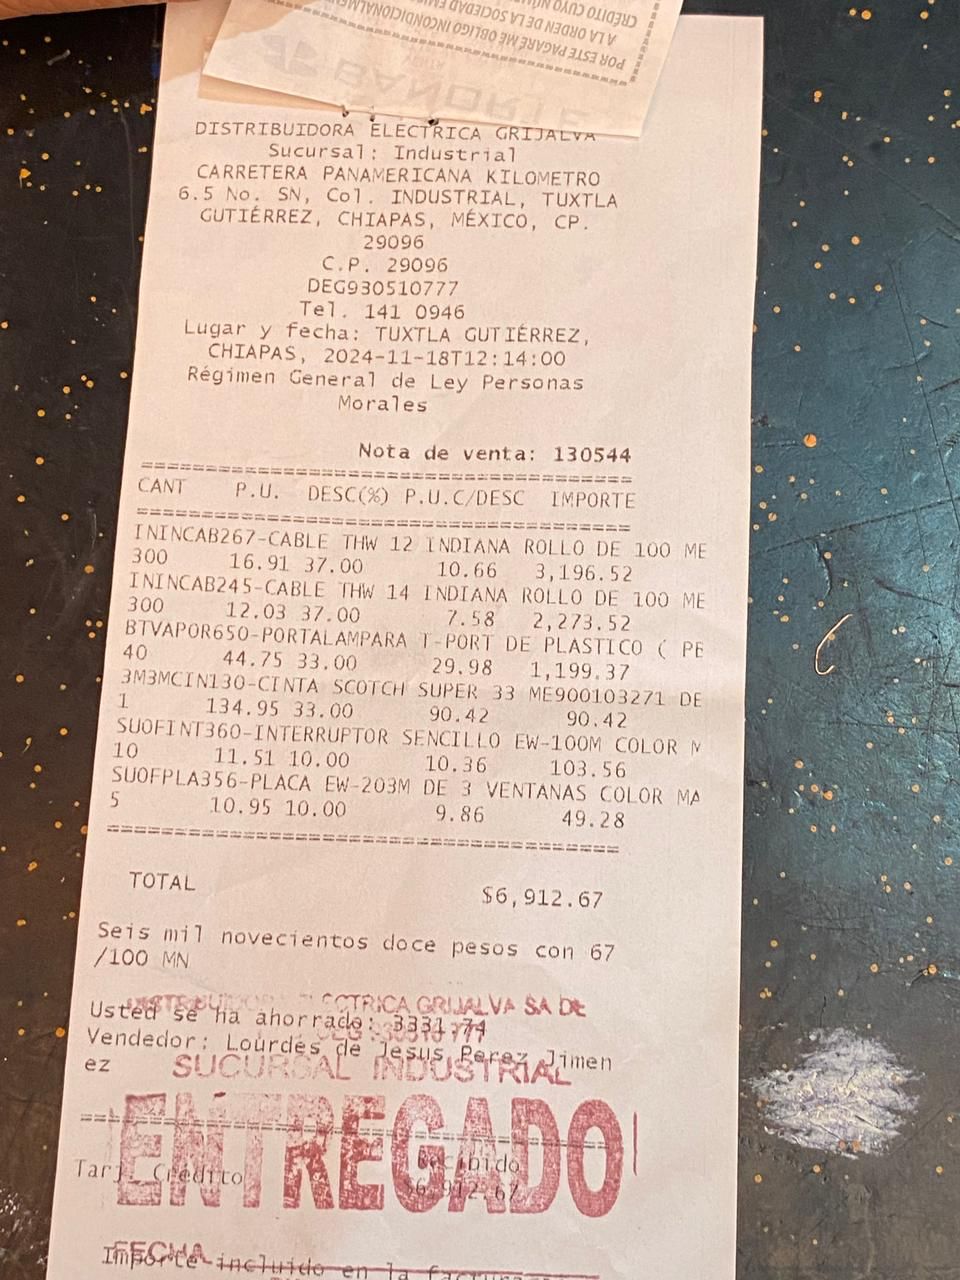 POR ESTE PAGARE ME OBLIGO INCONDICIONALMEN
A LA ORDEN DE LA SOCIEDAD EM
CREDITO CUYO
DISTRIBUIDORA ELECTRICA GRIJALVA
Sucursal: Industrial
CARRETERA PANAMERICANA KILOMETRO
6.5 No. SN, Col. INDUSTRIAL, TUXTLA
GUTIÉRREZ, CHIAPAS, MÉXICO, CP.
29096
C.P. 29096
DEG930510777
Tel. 141 0946
Lugar y fecha: TUXTLA GUTIÉRREZ,
CHIAPAS, 2024-11-18T12:14:00
Régimen General de Ley Personas
Morales
Nota de venta: 130544
CANT P.U. DESC(%) P.U.C/DESC IMPORTE
ININCAB267-CABLE THW 12 INDIANA ROLLO DE 100 ME
300 16.91 37.00 10.66 3,196.52
ININCAB245-CABLE THW 14 INDIANA ROLLO DE 100 ME
300 12.03 37.00 7.58 2,273.52
BTVAPOR650-PORTALAMPARA T-PORT DE PLASTICO ( PE
40 44.75 33.00 29.98 1,199.37
3M3MCIN130-CINTA SCOTCH SUPER 33 ME900103271 DE
1 134.95 33.00 90.42 90.42
SUOFINT360-INTERRUPTOR SENCILLO EW-100M COLOR M
10 11.51 10.00 10.36 103.56
SUOFPLA356-PLACA EW-203M DE 3 VENTANAS COLOR MA
5 10.95 10.00 9.86 49.28
TOTAL $6,912.67
Seis mil novecientos doce pesos con 67
/100 MN
DISTRIBUIDORA ELECTRICA GRIJALVA SA DE
Usted se ha ahorrado: 3331.74
Vendedor: Lourdes de Jesus Perez Jimen
ez
SUCURSAL INDUSTRIAL
ENTREGADO
Recibido
Tarj. Crédito $6,912.67
FECHA
Importe incluido en la factura